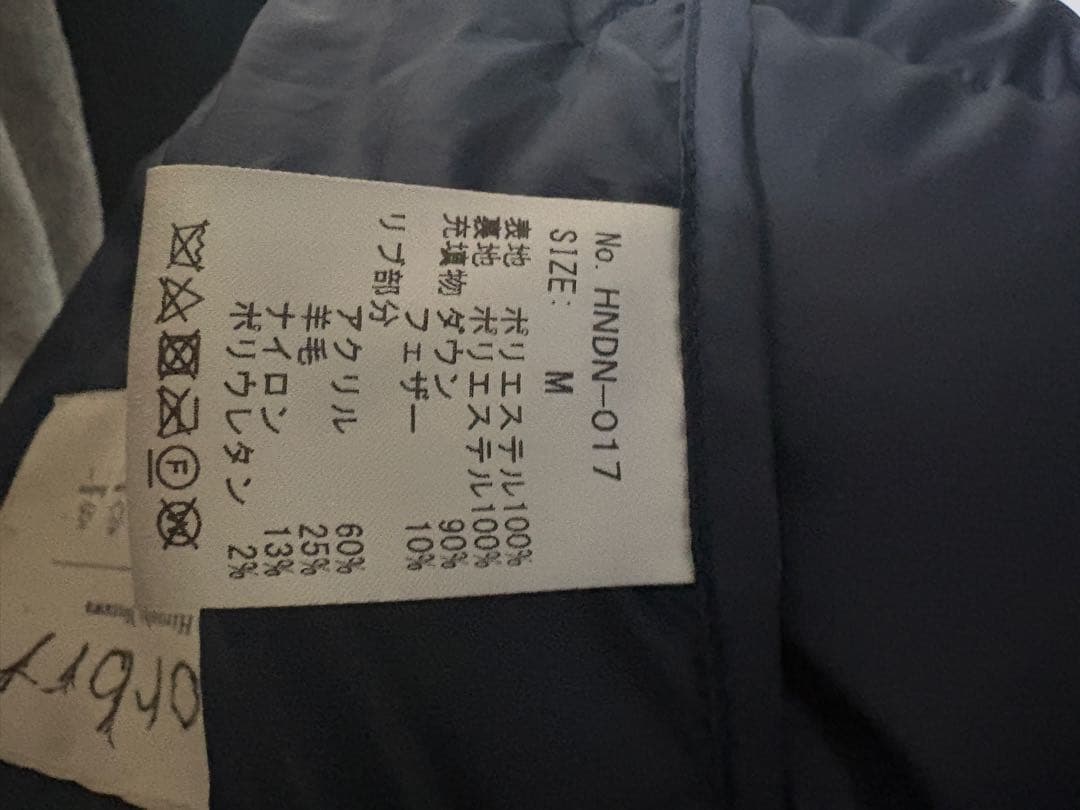 No. HNDN-017
SIZE: M
表地 ポリエステル100%
裏地 ポリエステル100%
充填物 ダウン 90%
フェザー 10%
リブ部分
アクリル 60%
羊毛 25%
ナイロン 13%
ポリウレタン 2%
F